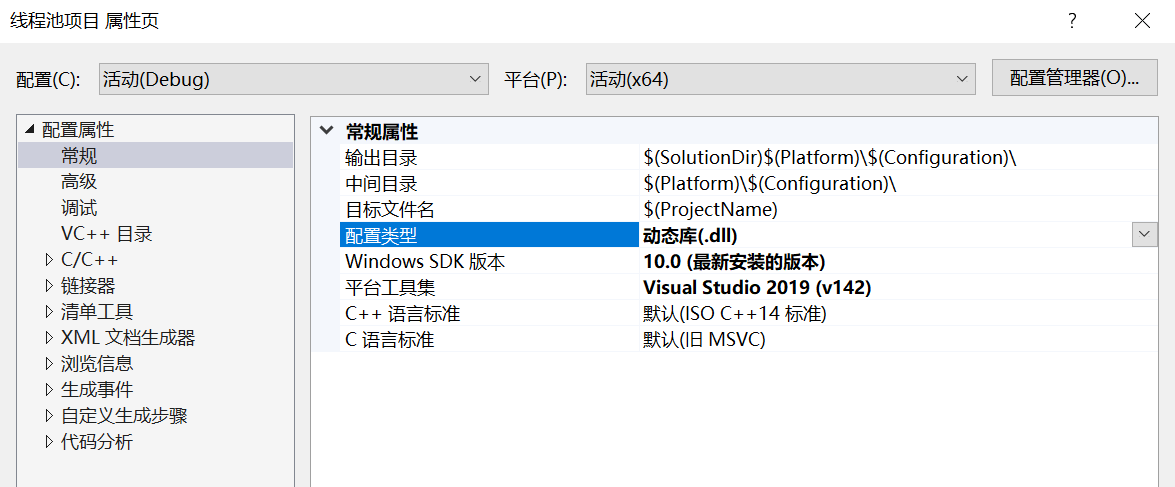 线程池项目 属性页
配置(C): 活动(Debug) 平台(P): 活动(x64) 配置管理器(O)...
配置属性
常规
高级
调试
VC++ 目录
C/C++
链接器
清单工具
XML 文档生成器
浏览信息
生成事件
自定义生成步骤
代码分析
常规属性
输出目录 $(SolutionDir)$(Platform)\$(Configuration)\
中间目录 $(Platform)\$(Configuration)\
目标文件名 $(ProjectName)
配置类型 动态库(.dll)
Windows SDK 版本 10.0 (最新安装的版本)
平台工具集 Visual Studio 2019 (v142)
C++ 语言标准 默认(ISO C++14 标准)
C 语言标准 默认(旧 MSVC)